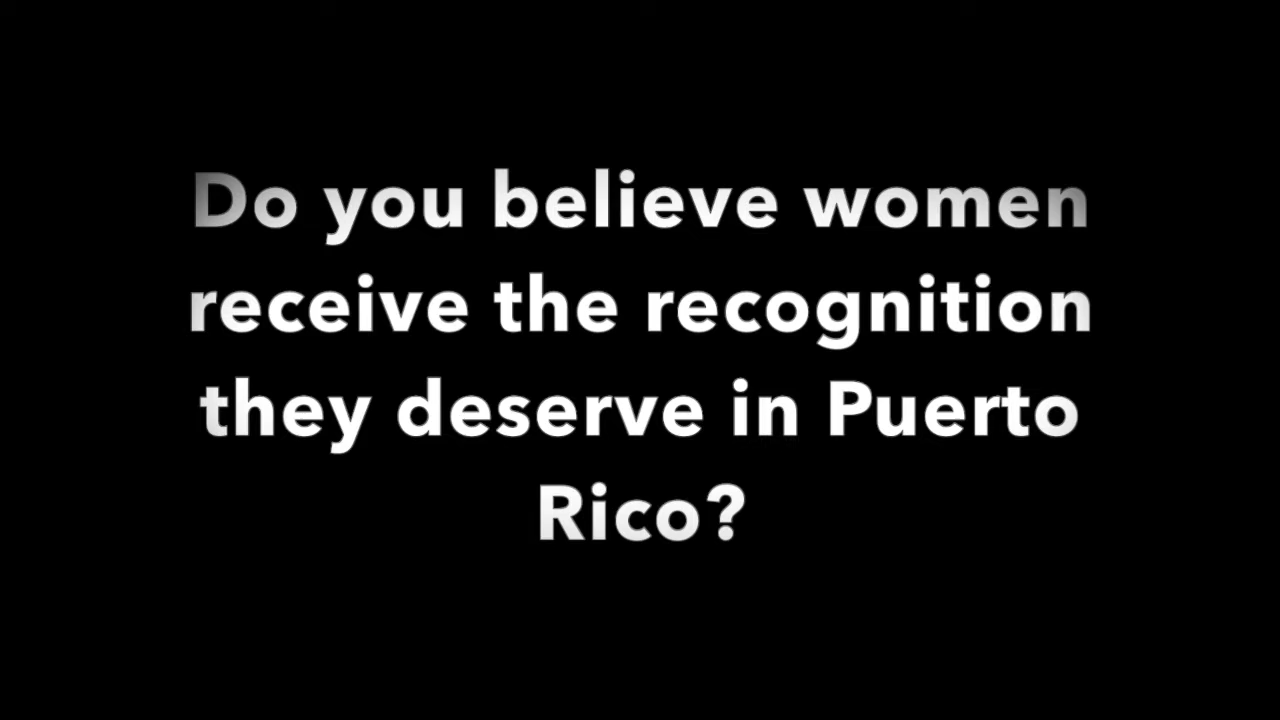 Do you believe women
receive the recognition
they deserve in Puerto
Rico?